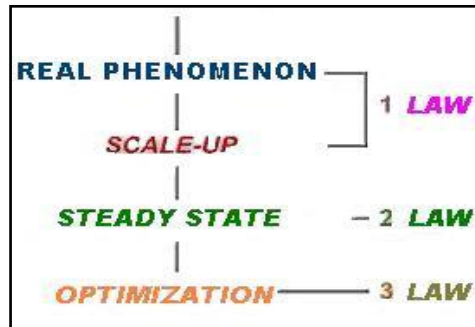 REAL PHENOMENON
1 LAW
SCALE-UP
STEADY STATE 2 LAW
OPTIMIZATION 3 LAW